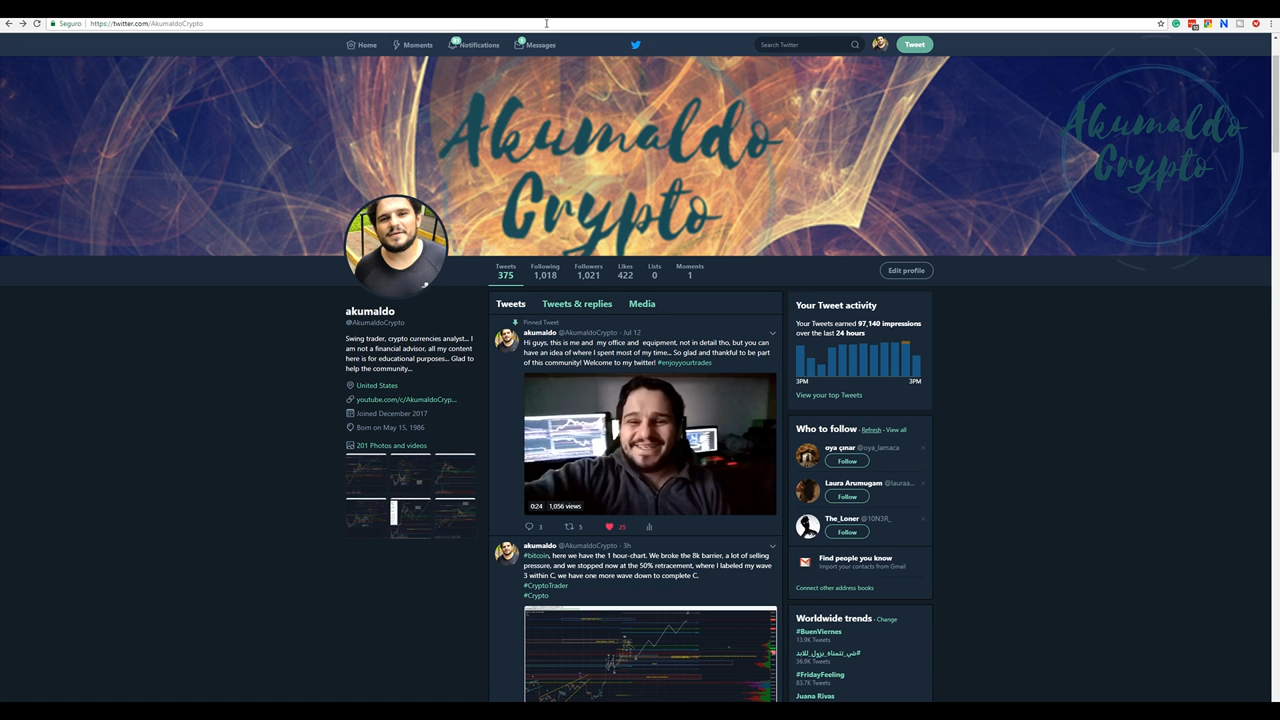 Seguro
https://twitter.com/AkumaldoCrypto
Home
Moments
Notifications
Messages
Search Twitter
Tweet
Akumaldo
Crypto
Akumaldo
Crypto
Tweets
375
Following
1,018
Followers
1,021
Likes
422
Lists
0
Moments
1
Edit profile
akumaldo
@AkumaldoCrypto
Swing trader, crypto currencies analyst... I
am not a financial advisor, all my content
here is for educational purposes... Glad to
help the community...
United States
youtube.com/c/AkumaldoCryp...
Joined December 2017
Born on May 15, 1986
201 Photos and videos
Tweets
Tweets & replies
Media
Pinned Tweet
akumaldo @AkumaldoCrypto · Jul 12
Hi guys, this is me and my office and equipment, not in detail tho, but you can
have an idea of where I spent most of my time... So glad and thankful to be part
of this community! Welcome to my twitter! #enjoyyourtrades
0:24
1,056 views
3
5
25
akumaldo @AkumaldoCrypto · 3h
#bitcoin, here we have the 1 hour-chart. We broke the 8k barrier, a lot of selling
pressure, and we stopped now at the 50% retracement, where I labeled my wave
3 within C, we have one more wave down to complete C.
#CryptoTrader
#Crypto
Your Tweet activity
Your Tweets earned 97,140 impressions
over the last 24 hours
3PM
3PM
View your top Tweets
Who to follow · Refresh · View all
oya çınar @oya_lamaca
Follow
Laura Arumugam @lauraa...
Follow
The_Loner @10N3R_
Follow
Find people you know
Import your contacts from Gmail
Connect other address books
Worldwide trends · Change
#BuenViernes
13.9K Tweets
#شي_تتمناه_يزول_للابد
36.9K Tweets
#FridayFeeling
83.7K Tweets
Juana Rivas